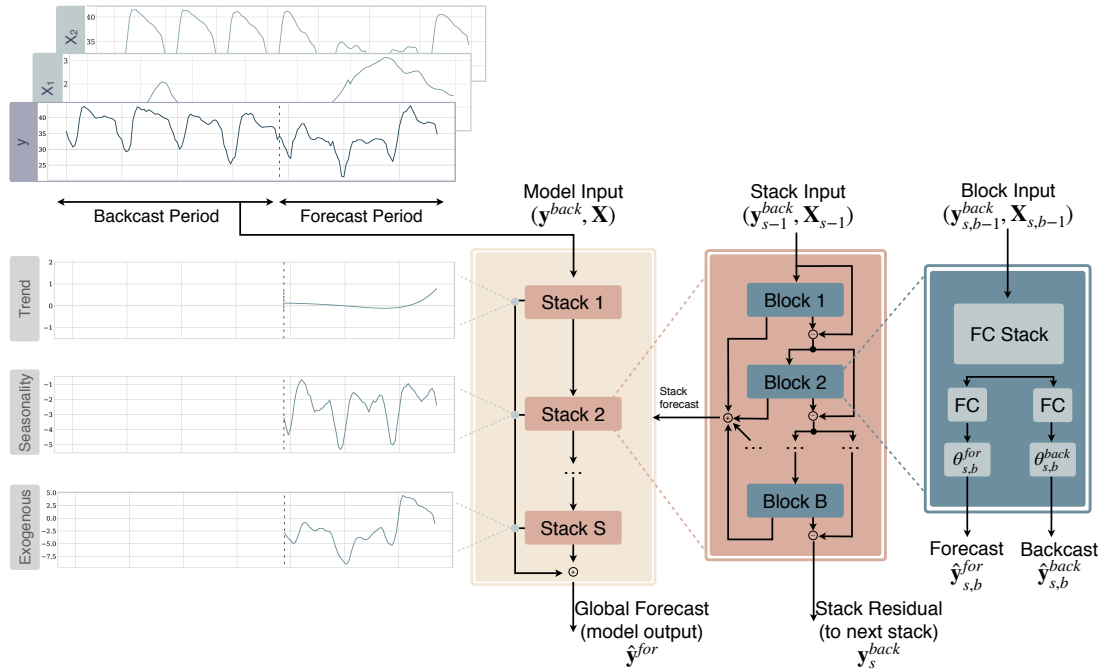 X₂
40
35
X₁
3
2
y
40
35
30
25
Backcast Period
Forecast Period
Model Input
(y^back, X)
Stack Input
(y^back_s−1, X_s−1)
Block Input
(y^back_s,b−1, X_s,b−1)
Trend
2
1
0
−1
Seasonality
−1
−2
−3
−4
−5
Exogenous
5.0
2.5
0.0
−2.5
−5.0
−7.5
Stack 1
Stack 2
...
Stack S
+
Global Forecast
(model output)
ŷ^for
Stack
forecast
Block 1
−
Block 2
−
+
... ... ...
Block B
−
Stack Residual
(to next stack)
y^back_s
FC Stack
FC
FC
θ^for_s,b
θ^back_s,b
Forecast
ŷ^for_s,b
Backcast
ŷ^back_s,b